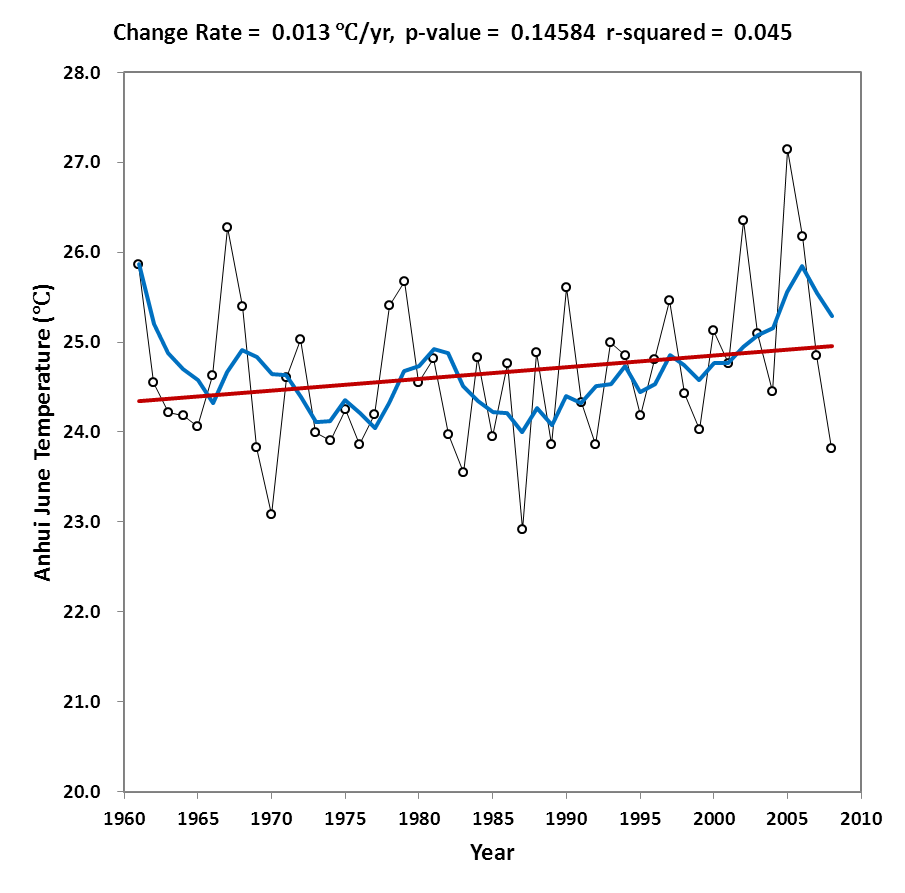 Change Rate = 0.013 ℃/yr, p-value = 0.14584 r-squared = 0.045
28.0
27.0
26.0
25.0
24.0
23.0
22.0
21.0
20.0
Anhui June Temperature (℃)
1960 1965 1970 1975 1980 1985 1990 1995 2000 2005 2010
Year